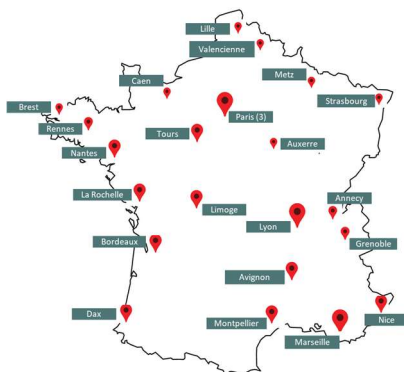 Lille
Valencienne
Caen
Metz
Strasbourg
Brest
Paris (3)
Rennes
Tours
Auxerre
Nantes
La Rochelle
Limoge
Annecy
Lyon
Bordeaux
Grenoble
Avignon
Dax
Montpellier
Nice
Marseille